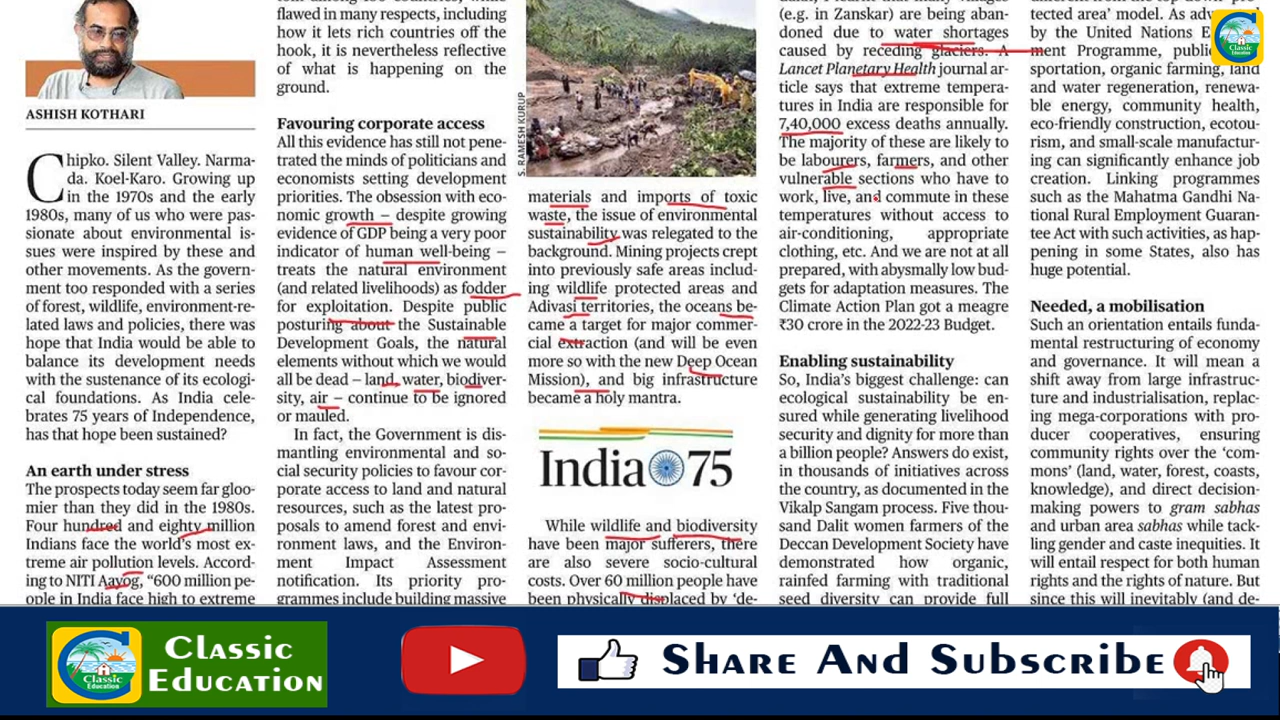 ASHISH KOTHARI
Chipko. Silent Valley. Narma-
da. Koel-Karo. Growing up
in the 1970s and the early
1980s, many of us who were pas-
sionate about environmental is-
sues were inspired by these and
other movements. As the govern-
ment too responded with a series
of forest, wildlife, environment-re-
lated laws and policies, there was
hope that India would be able to
balance its development needs
with the sustenance of its ecologi-
cal foundations. As India cele-
brates 75 years of Independence,
has that hope been sustained?
An earth under stress
The prospects today seem far gloo-
mier than they did in the 1980s.
Four hundred and eighty million
Indians face the world's most ex-
treme air pollution levels. Accord-
ing to NITI Aayog, "600 million pe-
ople in India face high to extreme
flawed in many respects, including
how it lets rich countries off the
hook, it is nevertheless reflective
of what is happening on the
ground.
Favouring corporate access
All this evidence has still not pene-
trated the minds of politicians and
economists setting development
priorities. The obsession with eco-
nomic growth – despite growing
evidence of GDP being a very poor
indicator of human well-being –
treats the natural environment
(and related livelihoods) as fodder
for exploitation. Despite public
posturing about the Sustainable
Development Goals, the natural
elements without which we would
all be dead – land, water, biodiver-
sity, air – continue to be ignored
or mauled.
In fact, the Government is dis-
mantling environmental and so-
cial security policies to favour cor-
porate access to land and natural
resources, such as the latest pro-
posals to amend forest and envi-
ronment laws, and the Environ-
ment Impact Assessment
notification. Its priority pro-
grammes include building massive
S. RAMESH KURUP
materials and imports of toxic
waste, the issue of environmental
sustainability was relegated to the
background. Mining projects crept
into previously safe areas includ-
ing wildlife protected areas and
Adivasi territories, the oceans be-
came a target for major commer-
cial extraction (and will be even
more so with the new Deep Ocean
Mission), and big infrastructure
became a holy mantra.
India 75
While wildlife and biodiversity
have been major sufferers, there
are also severe socio-cultural
costs. Over 60 million people have
been physically displaced by 'de-
(e.g. in Zanskar) are being aban-
doned due to water shortages
caused by receding glaciers. A
Lancet Planetary Health journal ar-
ticle says that extreme tempera-
tures in India are responsible for
7,40,000 excess deaths annually.
The majority of these are likely to
be labourers, farmers, and other
vulnerable sections who have to
work, live, and commute in these
temperatures without access to
air-conditioning, appropriate
clothing, etc. And we are not at all
prepared, with abysmally low bud-
gets for adaptation measures. The
Climate Action Plan got a meagre
₹30 crore in the 2022-23 Budget.
Enabling sustainability
So, India's biggest challenge: can
ecological sustainability be en-
sured while generating livelihood
security and dignity for more than
a billion people? Answers do exist,
in thousands of initiatives across
the country, as documented in the
Vikalp Sangam process. Five thou-
sand Dalit women farmers of the
Deccan Development Society have
demonstrated how organic,
rainfed farming with traditional
seed diversity can provide full
tected area' model. As
by the United Nations
ment Programme,
sportation, organic farming, land
and water regeneration, renewa-
ble energy, community health,
eco-friendly construction, ecotou-
rism, and small-scale manufactur-
ing can significantly enhance job
creation. Linking programmes
such as the Mahatma Gandhi Na-
tional Rural Employment Guaran-
tee Act with such activities, as hap-
pening in some States, also has
huge potential.
Needed, a mobilisation
Such an orientation entails funda-
mental restructuring of economy
and governance. It will mean a
shift away from large infrastruc-
ture and industrialisation, replac-
ing mega-corporations with pro-
ducer cooperatives, ensuring
community rights over the 'com-
mons' (land, water, forest, coasts,
knowledge), and direct decision-
making powers to gram sabhas
and urban area sabhas while tack-
ling gender and caste inequities. It
will entail respect for both human
rights and the rights of nature. But
since this will inevitably (and de-
Classic
Education
Classic
Education
Classic
Education
Share And Subscribe